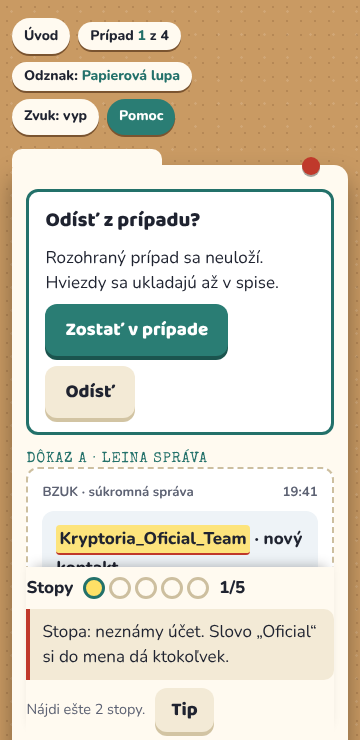 Úvod
Prípad 1 z 4
Odznak: Papierová lupa
Zvuk: vyp
Pomoc
Odísť z prípadu?
Rozohraný prípad sa neuloží.
Hviezdy sa ukladajú až v spise.
Zostať v prípade
Odísť
DÔKAZ A · LEINA SPRÁVA
BZUK · súkromná správa 19:41
Kryptoria_Oficial_Team · nový
kontakt
Stopy 1/5
Stopa: neznámy účet. Slovo „Oficial“
si do mena dá ktokoľvek.
Nájdi ešte 2 stopy.
Tip